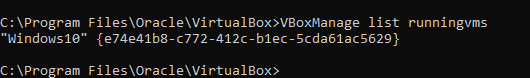 C:\Program Files\Oracle\VirtualBox>VBoxManage list runningvms
"Windows10" {e74e41b8-c772-412c-b1ec-5cda61ac5629}
C:\Program Files\Oracle\VirtualBox>